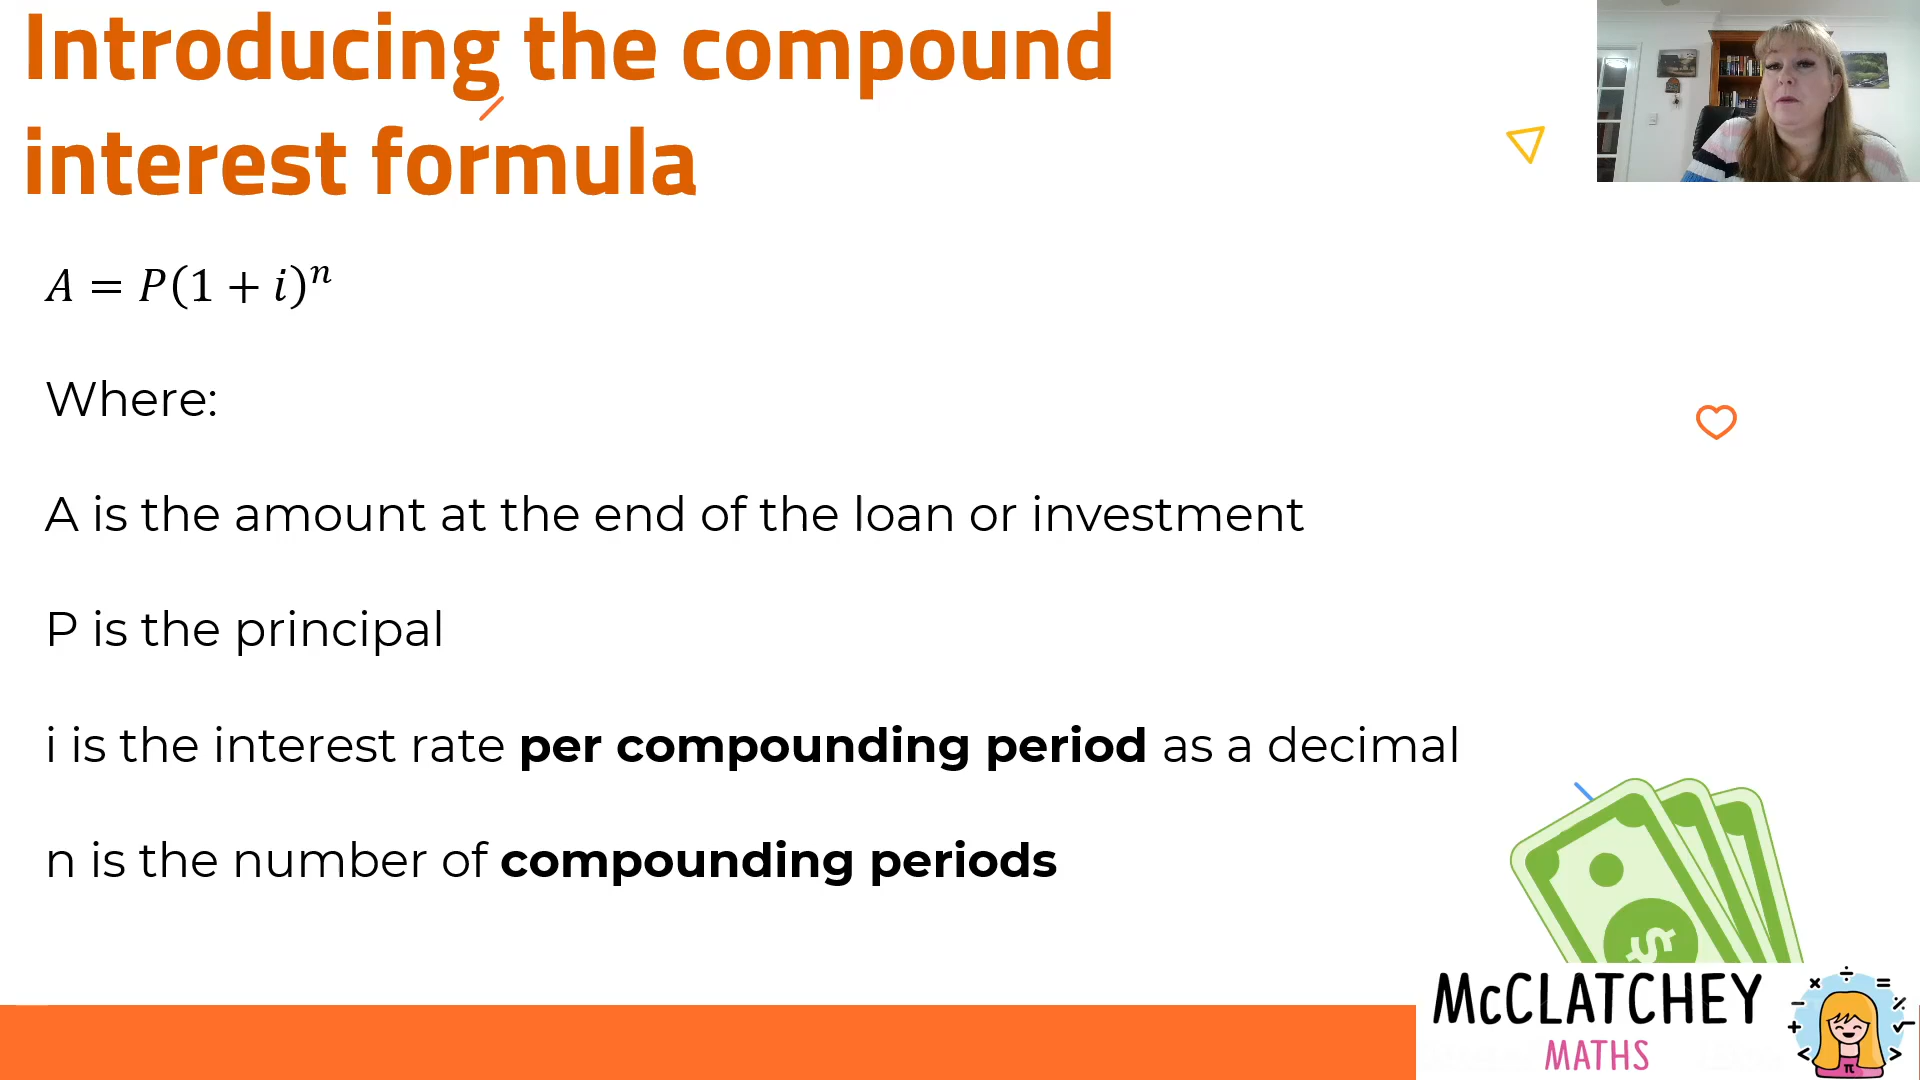 Introducing the compound
interest formula
A = P(1 + i)ⁿ
Where:
A is the amount at the end of the loan or investment
P is the principal
i is the interest rate per compounding period as a decimal
n is the number of compounding periods
$
McCLATCHEY
MATHS
× ÷ = − % + √ < > π